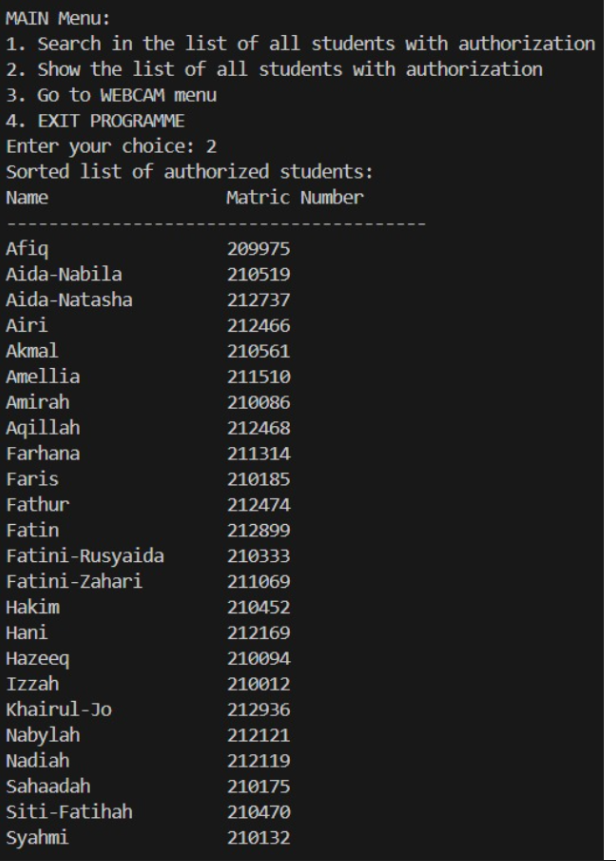 MAIN Menu:
1. Search in the list of all students with authorization
2. Show the list of all students with authorization
3. Go to WEBCAM menu
4. EXIT PROGRAMME
Enter your choice: 2
Sorted list of authorized students:
Name Matric Number
----------------------------------------
Afiq 209975
Aida-Nabila 210519
Aida-Natasha 212737
Airi 212466
Akmal 210561
Amellia 211510
Amirah 210086
Aqillah 212468
Farhana 211314
Faris 210185
Fathur 212474
Fatin 212899
Fatini-Rusyaida 210333
Fatini-Zahari 211069
Hakim 210452
Hani 212169
Hazeeq 210094
Izzah 210012
Khairul-Jo 212936
Nabylah 212121
Nadiah 212119
Sahaadah 210175
Siti-Fatihah 210470
Syahmi 210132